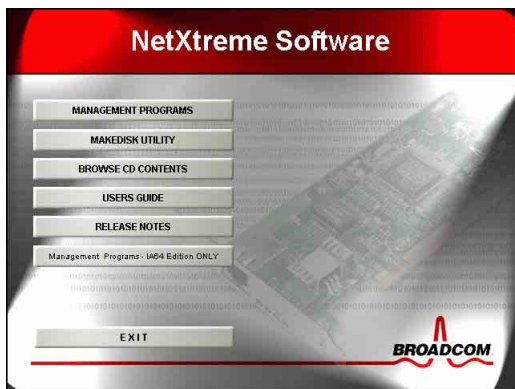 NetXtreme Software
MANAGEMENT PROGRAMS
MAKEDISK UTILITY
BROWSE CD CONTENTS
USERS GUIDE
RELEASE NOTES
Management Programs - IA64 Edition ONLY
EXIT
BROADCOM